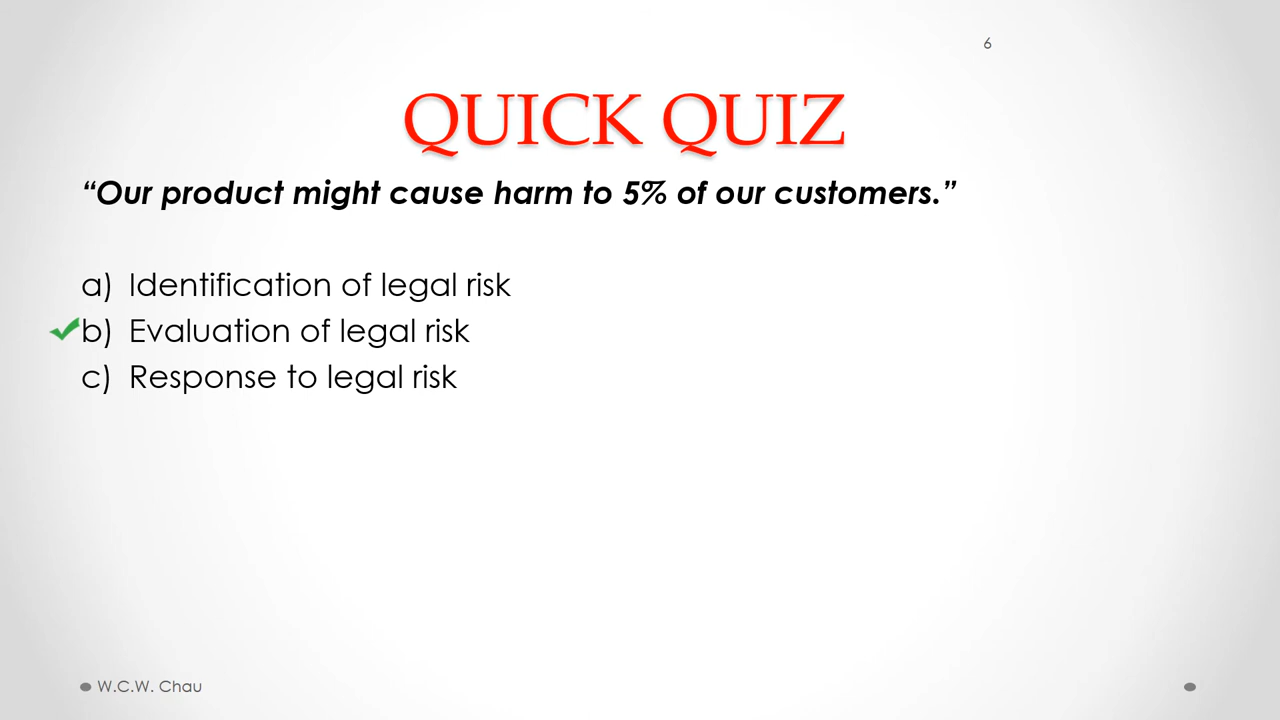 6
QUICK QUIZ
“Our product might cause harm to 5% of our customers.”
a) Identification of legal risk
b) Evaluation of legal risk
c) Response to legal risk
W.C.W. Chau